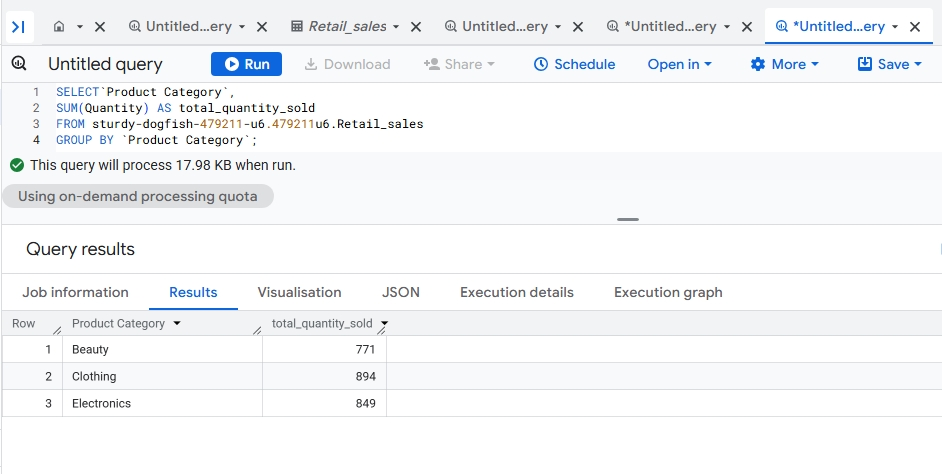 Untitled...ery Retail_sales Untitled...ery *Untitled...ery *Untitled...ery
Untitled query Run Download Share Schedule Open in More Save
1 SELECT`Product Category`,
2 SUM(Quantity) AS total_quantity_sold
3 FROM sturdy-dogfish-479211-u6.479211u6.Retail_sales
4 GROUP BY `Product Category`;
This query will process 17.98 KB when run.
Using on-demand processing quota
Query results
Job information Results Visualisation JSON Execution details Execution graph
Row Product Category total_quantity_sold
1 Beauty 771
2 Clothing 894
3 Electronics 849